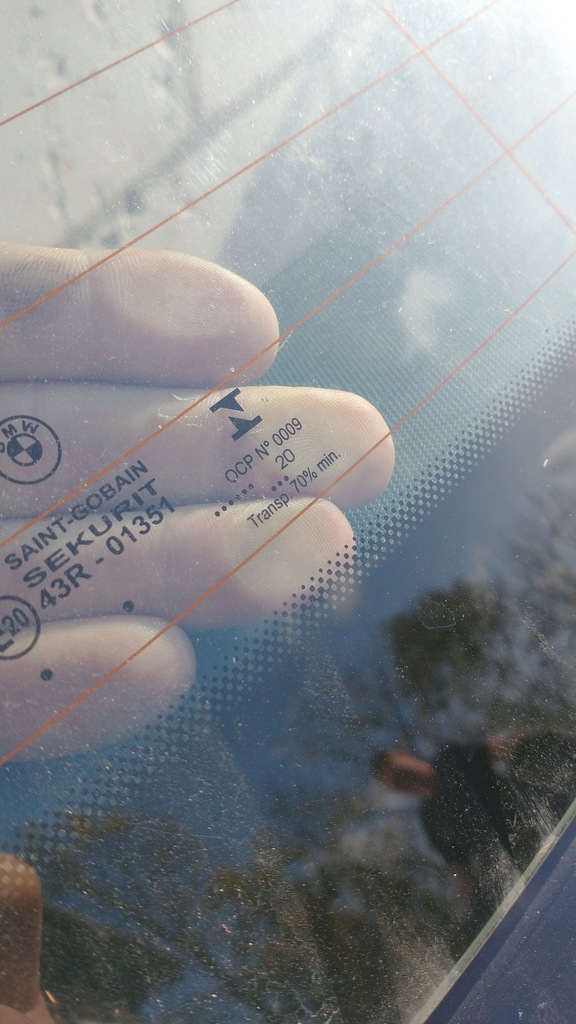 BMW
SAINT-GOBAIN
SEKURIT
43R - 01351
E20
OCP Nº 0009
20
Transp. 70% min.